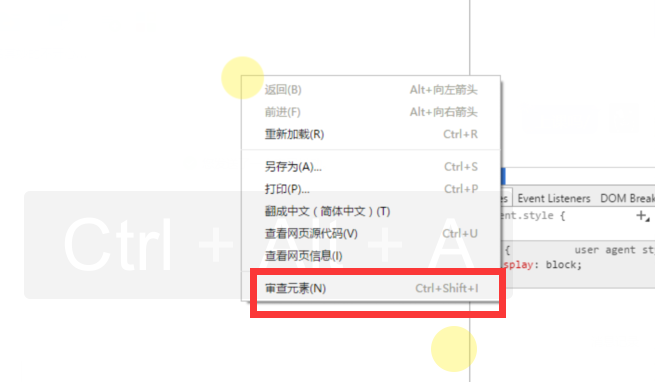 返回(B) Alt+向左箭头
前进(F) Alt+向右箭头
重新加载(R) Ctrl+R
另存为(A)... Ctrl+S
打印(P)... Ctrl+P
翻成中文（简体中文）(T)
查看网页源代码(V) Ctrl+U
查看网页信息(I)
审查元素(N) Ctrl+Shift+I
Ctrl + Alt + A
es Event Listeners DOM Break
ent.style {
{ user agent st
splay: block;